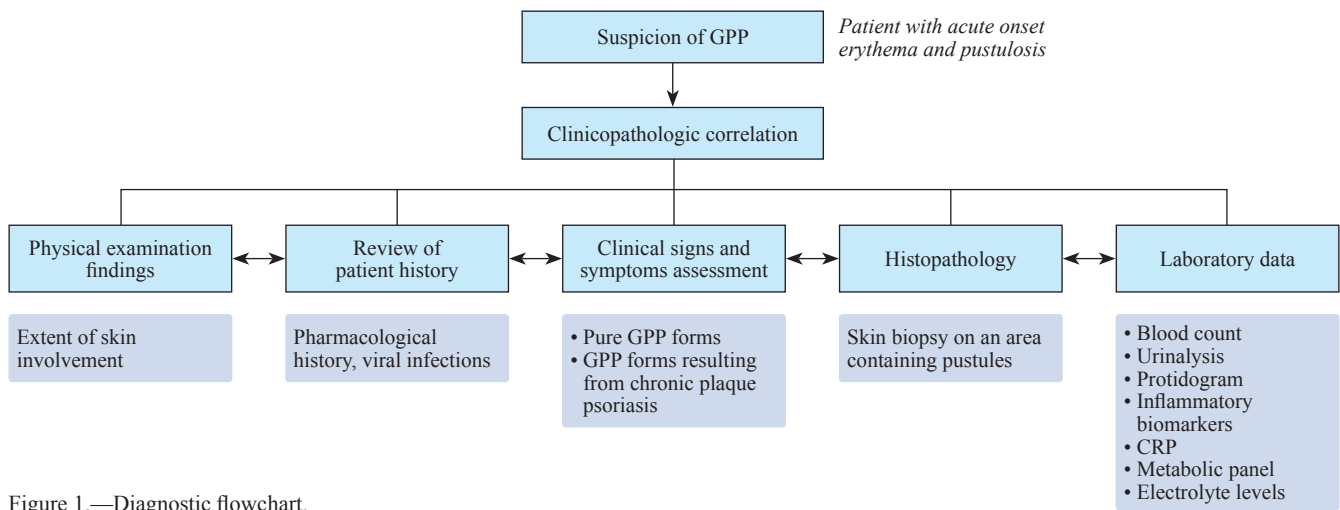 Suspicion of GPP
Patient with acute onset
erythema and pustulosis
Clinicopathologic correlation
Physical examination
findings
Review of
patient history
Clinical signs and
symptoms assessment
Histopathology
Laboratory data
Extent of skin
involvement
Pharmacological
history, viral infections
• Pure GPP forms
• GPP forms resulting
from chronic plaque
psoriasis
Skin biopsy on an area
containing pustules
• Blood count
• Urinalysis
• Protidogram
• Inflammatory
biomarkers
• CRP
• Metabolic panel
• Electrolyte levels
Figure 1.—Diagnostic flowchart.